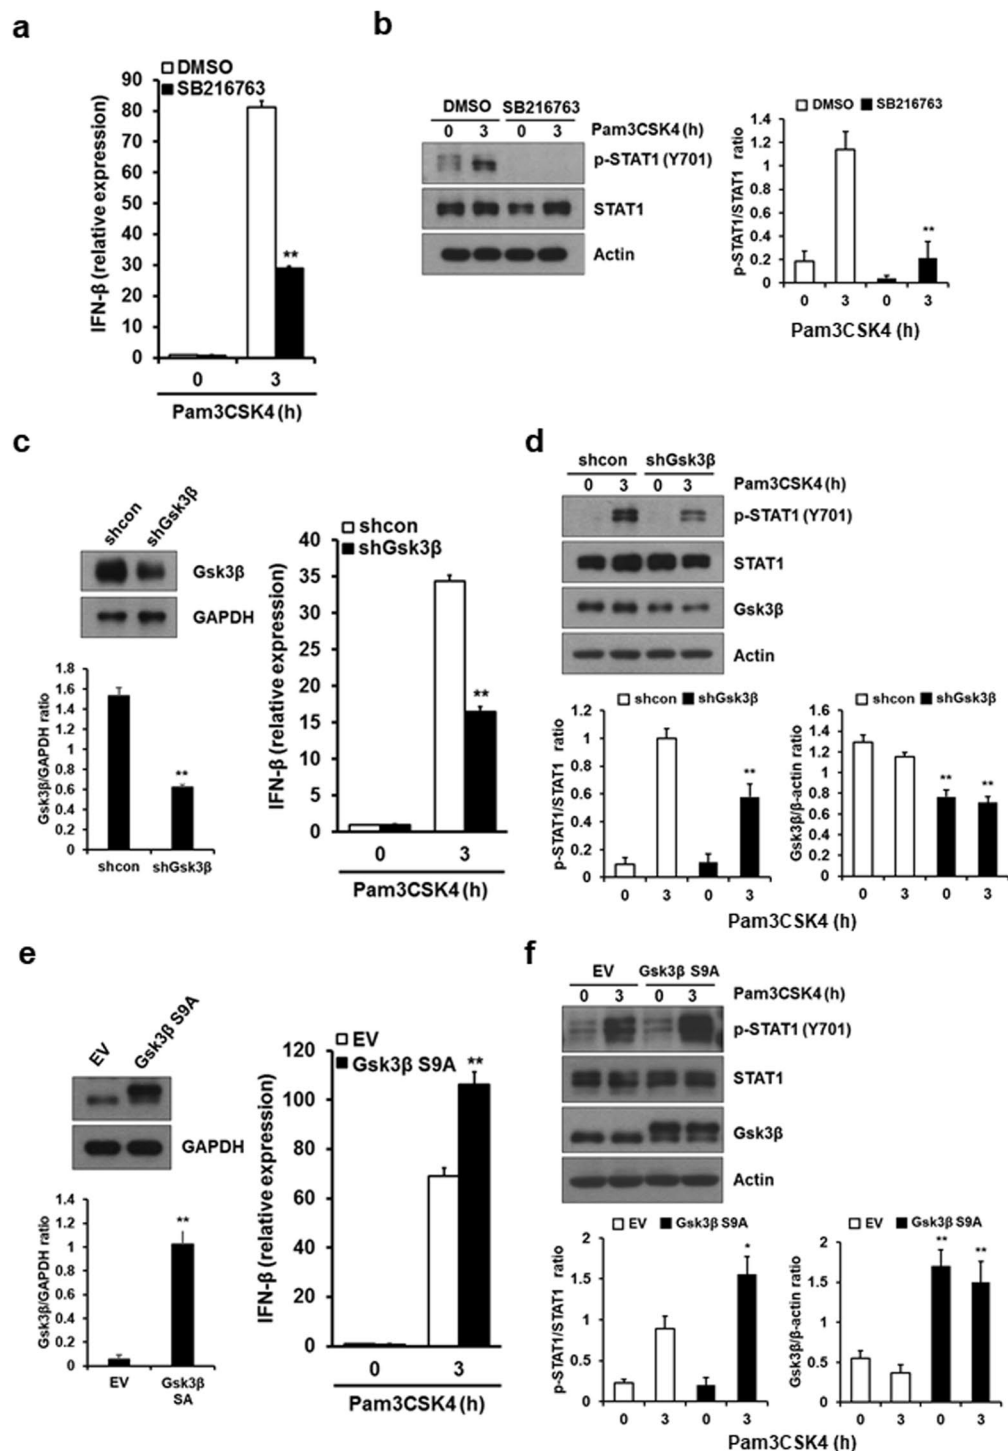 a
DMSO
SB216763
IFN-β (relative expression)
90
80
70
60
50
40
30
20
10
0
**
0 3
Pam3CSK4 (h)
b
DMSO SB216763
0 3 0 3 Pam3CSK4 (h)
p-STAT1 (Y701)
STAT1
Actin
DMSO SB216763
p-STAT1/STAT1 ratio
1.4
1.2
1
0.8
0.6
0.4
0.2
0
**
0 3 0 3
Pam3CSK4 (h)
c
shcon shGsk3β
Gsk3β
GAPDH
Gsk3β/GAPDH ratio
1.8
1.6
1.4
1.2
1
0.8
0.6
0.4
0.2
0
**
shcon shGsk3β
shcon
shGsk3β
IFN-β (relative expression)
40
35
30
25
20
15
10
5
0
**
0 3
Pam3CSK4 (h)
d
shcon shGsk3β
0 3 0 3 Pam3CSK4 (h)
p-STAT1 (Y701)
STAT1
Gsk3β
Actin
shcon shGsk3β
p-STAT1/STAT1 ratio
1.2
1
0.8
0.6
0.4
0.2
0
**
0 3 0 3
shcon shGsk3β
Gsk3β/β-actin ratio
1.6
1.4
1.2
1
0.8
0.6
0.4
0.2
0
** **
0 3 0 3
Pam3CSK4 (h)
e
EV Gsk3β S9A
GAPDH
Gsk3β/GAPDH ratio
1.4
1.2
1
0.8
0.6
0.4
0.2
0
**
EV Gsk3β
SA
EV
Gsk3β S9A
IFN-β (relative expression)
120
100
80
60
40
20
0
**
0 3
Pam3CSK4 (h)
f
EV Gsk3β S9A
0 3 0 3 Pam3CSK4 (h)
p-STAT1 (Y701)
STAT1
Gsk3β
Actin
EV Gsk3β S9A
p-STAT1/STAT1 ratio
2
1.5
1
0.5
0
*
0 3 0 3
EV Gsk3β S9A
Gsk3β/β-actin ratio
2
1.5
1
0.5
0
** **
0 3 0 3
Pam3CSK4 (h)